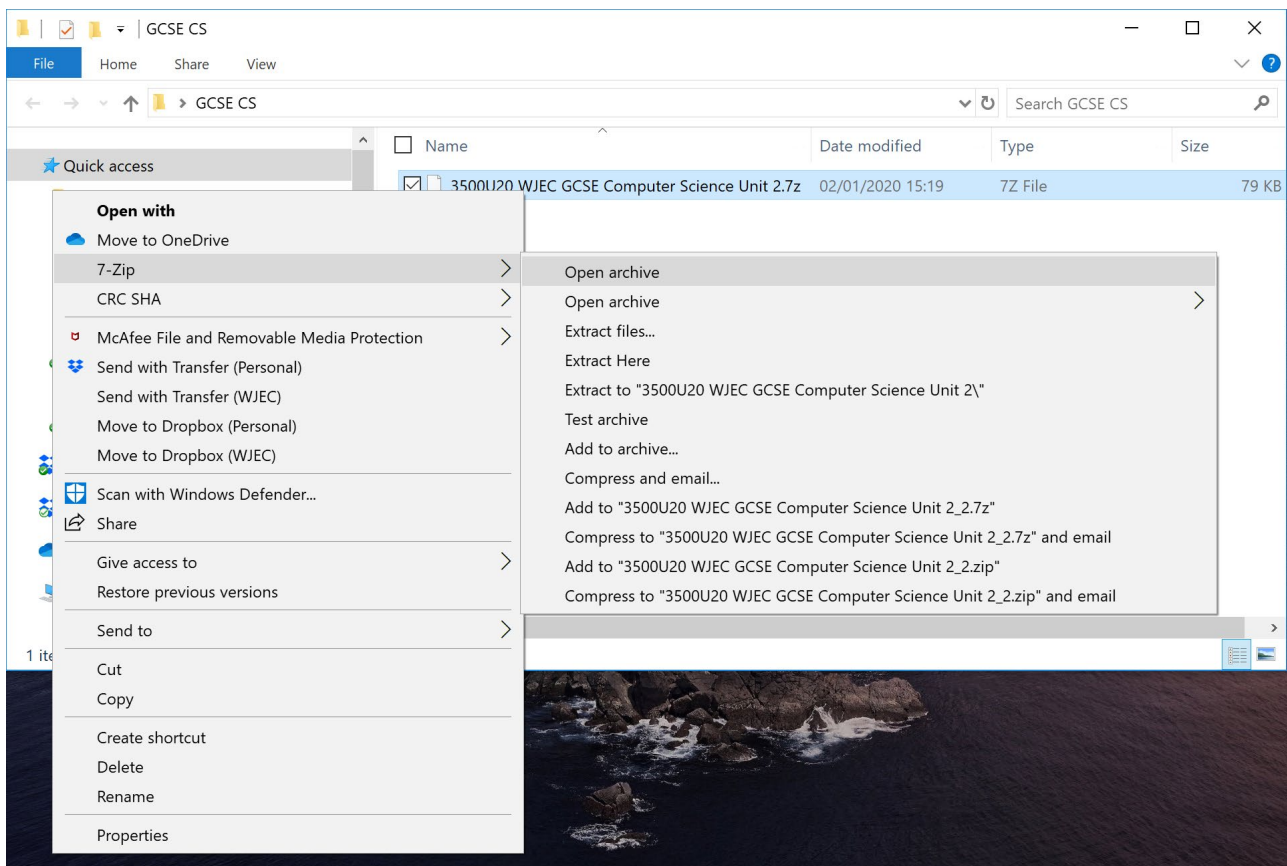 GCSE CS
File Home Share View
GCSE CS Search GCSE CS
Name Date modified Type Size
Quick access
3500U20 WJEC GCSE Computer Science Unit 2.7z 02/01/2020 15:19 7Z File 79 KB
Open with
Move to OneDrive
7-Zip
CRC SHA
McAfee File and Removable Media Protection
Send with Transfer (Personal)
Send with Transfer (WJEC)
Move to Dropbox (Personal)
Move to Dropbox (WJEC)
Scan with Windows Defender...
Share
Give access to
Restore previous versions
Send to
Cut
Copy
Create shortcut
Delete
Rename
Properties
Open archive
Open archive
Extract files...
Extract Here
Extract to "3500U20 WJEC GCSE Computer Science Unit 2\"
Test archive
Add to archive...
Compress and email...
Add to "3500U20 WJEC GCSE Computer Science Unit 2_2.7z"
Compress to "3500U20 WJEC GCSE Computer Science Unit 2_2.7z" and email
Add to "3500U20 WJEC GCSE Computer Science Unit 2_2.zip"
Compress to "3500U20 WJEC GCSE Computer Science Unit 2_2.zip" and email
1